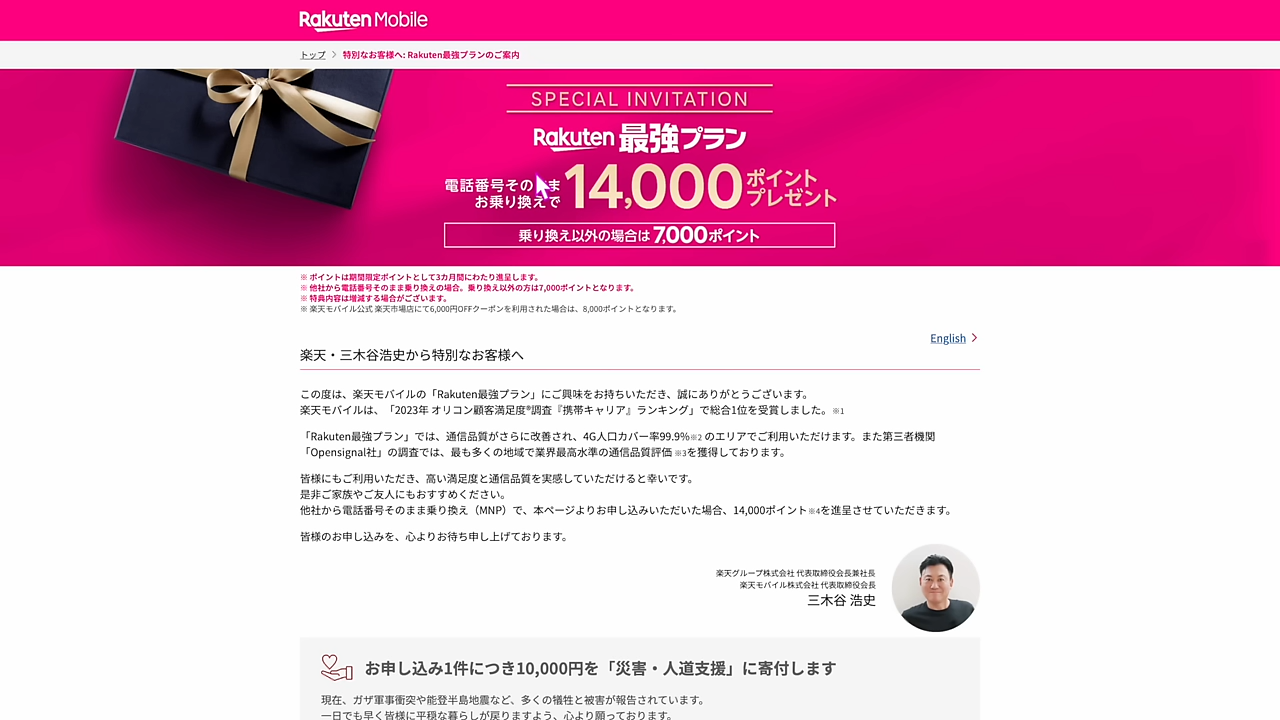 Rakuten Mobile
トップ > 特別なお客様へ: Rakuten最強プランのご案内
SPECIAL INVITATION
Rakuten 最強プラン
電話番号そのまま
お乗り換えで
14,000
ポイント
プレゼント
乗り換え以外の場合は7,000ポイント
※ ポイントは期間限定ポイントとして3カ月間にわたり進呈します。
※ 他社から電話番号そのまま乗り換えの場合。乗り換え以外の方は7,000ポイントとなります。
※ 特典内容は増減する場合がございます。
※ 楽天モバイル公式 楽天市場店にて6,000円OFFクーポンを利用された場合は、8,000ポイントとなります。
English
楽天・三木谷浩史から特別なお客様へ
この度は、楽天モバイルの「Rakuten最強プラン」にご興味をお持ちいただき、誠にありがとうございます。
楽天モバイルは、「2023年 オリコン顧客満足度®調査『携帯キャリア』ランキング」で総合1位を受賞しました。※1
「Rakuten最強プラン」では、通信品質がさらに改善され、4G人口カバー率99.9%※2 のエリアでご利用いただけます。また第三者機関
「Opensignal社」の調査では、最も多くの地域で業界最高水準の通信品質評価 ※3を獲得しております。
皆様にもご利用いただき、高い満足度と通信品質を実感していただけると幸いです。
是非ご家族やご友人にもおすすめください。
他社から電話番号そのまま乗り換え（MNP）で、本ページよりお申し込みいただいた場合、14,000ポイント※4を進呈させていただきます。
皆様のお申し込みを、心よりお待ち申し上げております。
楽天グループ株式会社 代表取締役会長兼社長
楽天モバイル株式会社 代表取締役会長
三木谷 浩史
お申し込み1件につき10,000円を「災害・人道支援」に寄付します
現在、ガザ軍事衝突や能登半島地震など、多くの犠牲と被害が報告されています。
一日でも早く皆様に平穏な暮らしが戻りますよう、心より願っております。